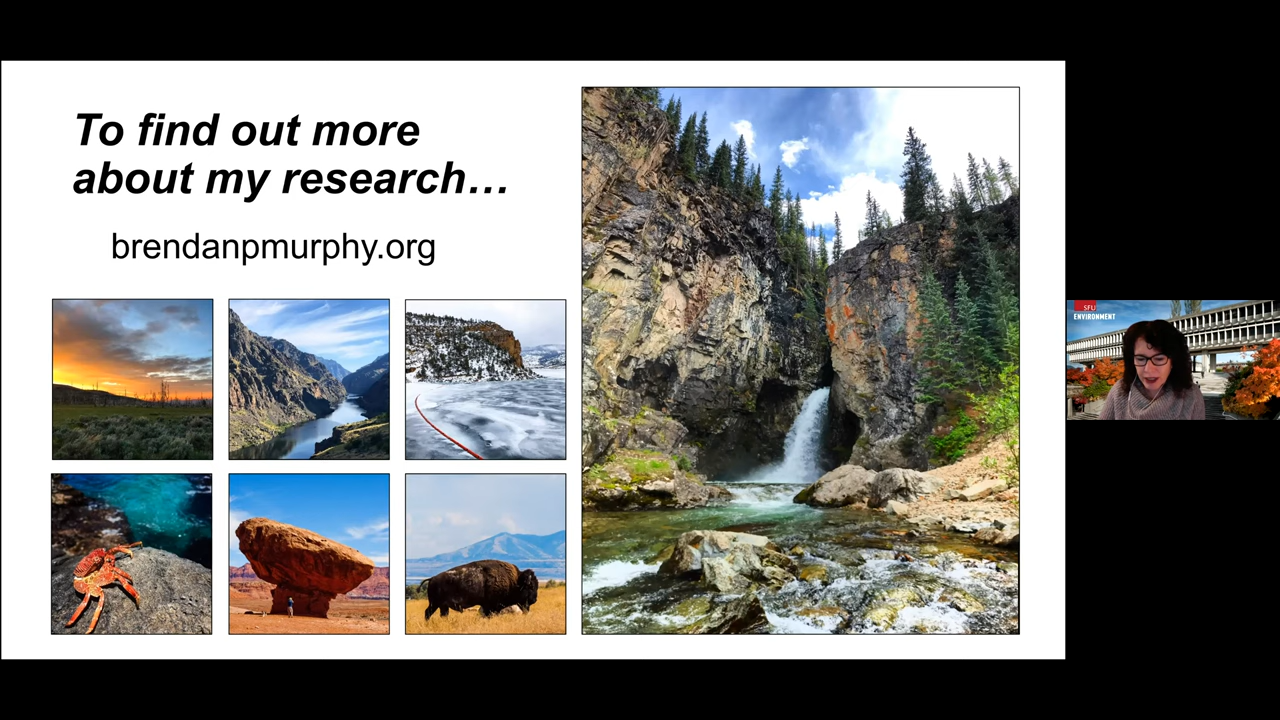 To find out more
about my research…
brendanpmurphy.org
SFU
ENVIRONMENT